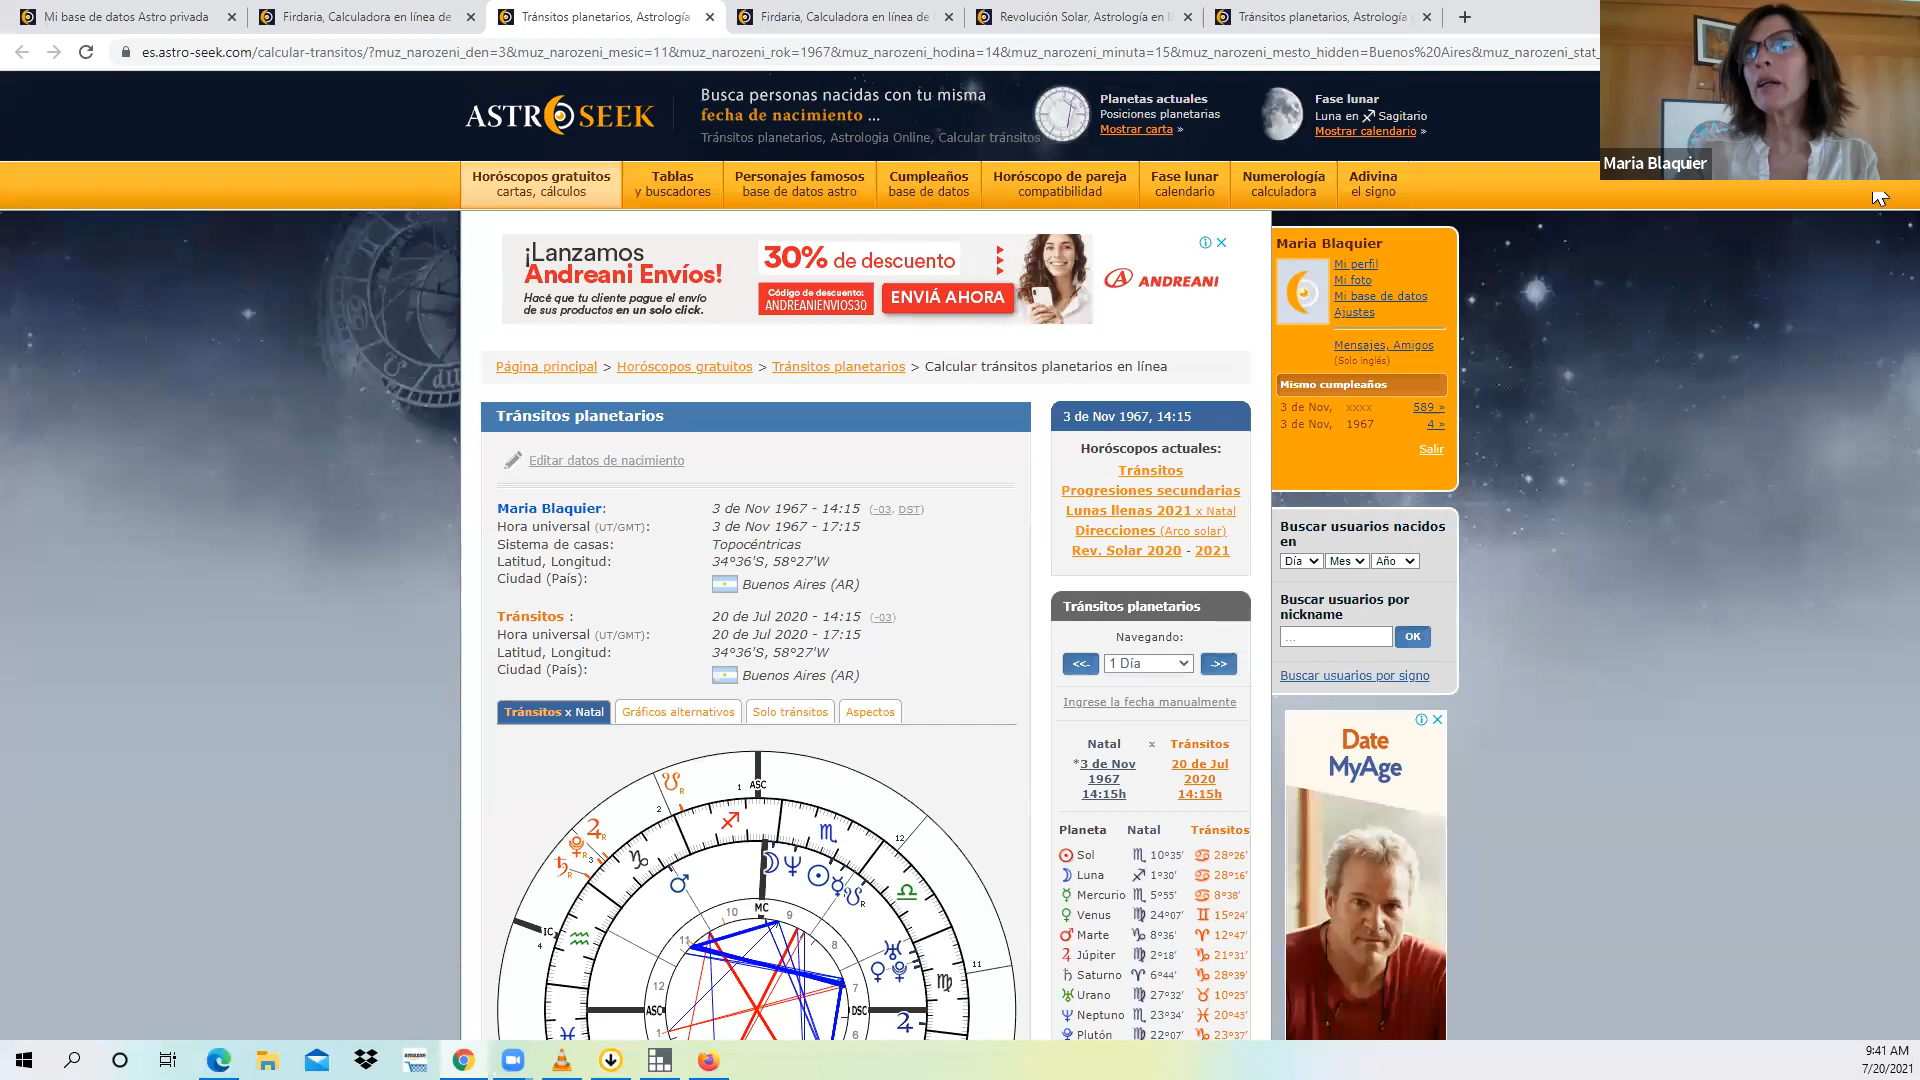 Mi base de datos Astro privada
Firdaria, Calculadora en línea de
Tránsitos planetarios, Astrología
Firdaria, Calculadora en línea de
Revolución Solar, Astrología en lí
Tránsitos planetarios, Astrología
es.astro-seek.com/calcular-transitos/?muz_narozeni_den=3&muz_narozeni_mesic=11&muz_narozeni_rok=1967&muz_narozeni_hodina=14&muz_narozeni_minuta=15&muz_narozeni_mesto_hidden=Buenos%20Aires&muz_narozeni_stat_
ASTROSEEK
Busca personas nacidas con tu misma
fecha de nacimiento ...
Tránsitos planetarios, Astrologia Online, Calcular tránsitos
Planetas actuales
Posiciones planetarias
Mostrar carta »
Fase lunar
Luna en ♐ Sagitario
Mostrar calendario »
Maria Blaquier
Horóscopos gratuitos
cartas, cálculos
Tablas
y buscadores
Personajes famosos
base de datos astro
Cumpleaños
base de datos
Horóscopo de pareja
compatibilidad
Fase lunar
calendario
Numerología
calculadora
Adivina
el signo
¡Lanzamos
Andreani Envíos!
Hacé que tu cliente pague el envío
de sus productos en un solo click.
30% de descuento
Código de descuento:
ANDREANIENVIOS30
ENVIÁ AHORA
ANDREANI
Página principal > Horóscopos gratuitos > Tránsitos planetarios > Calcular tránsitos planetarios en línea
Tránsitos planetarios
Editar datos de nacimiento
Maria Blaquier: 3 de Nov 1967 - 14:15 (-03, DST)
Hora universal (UT/GMT): 3 de Nov 1967 - 17:15
Sistema de casas: Topocéntricas
Latitud, Longitud: 34°36'S, 58°27'W
Ciudad (País): Buenos Aires (AR)
Tránsitos : 20 de Jul 2020 - 14:15 (-03)
Hora universal (UT/GMT): 20 de Jul 2020 - 17:15
Latitud, Longitud: 34°36'S, 58°27'W
Ciudad (País): Buenos Aires (AR)
Tránsitos x Natal
Gráficos alternativos
Solo tránsitos
Aspectos
1 ASC
2
3
IC
4
12
11
MC
10
9
8
11
12
7
ASC
DSC
1
6
3 de Nov 1967, 14:15
Horóscopos actuales:
Tránsitos
Progresiones secundarias
Lunas llenas 2021 x Natal
Direcciones (Arco solar)
Rev. Solar 2020 - 2021
Tránsitos planetarios
Navegando:
<<- 1 Día ->>
Ingrese la fecha manualmente
Natal x Tránsitos
*3 de Nov
1967
14:15h
20 de Jul
2020
14:15h
Planeta Natal Tránsitos
☉ Sol ♏ 10°35' ♋ 28°26'
☽ Luna ♐ 1°30' ♋ 28°16'
☿ Mercurio ♏ 5°55' ♋ 8°38'
♀ Venus ♍ 24°07' ♊ 15°24'
♂ Marte ♑ 8°36' ♈ 12°47'
♃ Júpiter ♍ 2°18' ♑ 21°31'
♄ Saturno ♈ 6°44' ♑ 28°39'
♅ Urano ♍ 27°32' ♉ 10°25'
♆ Neptuno ♏ 23°34' ♓ 20°45'
Plutón ♍ 22°07' ♑ 23°37'
Maria Blaquier
Mi perfil
Mi foto
Mi base de datos
Ajustes
Mensajes, Amigos
(Solo inglés)
Mismo cumpleaños
3 de Nov, xxxx 589 »
3 de Nov, 1967 4 »
Salir
Buscar usuarios nacidos
en
Día Mes Año
Buscar usuarios por
nickname
... OK
Buscar usuarios por signo
Date
MyAge
amazon
9:41 AM
7/20/2021